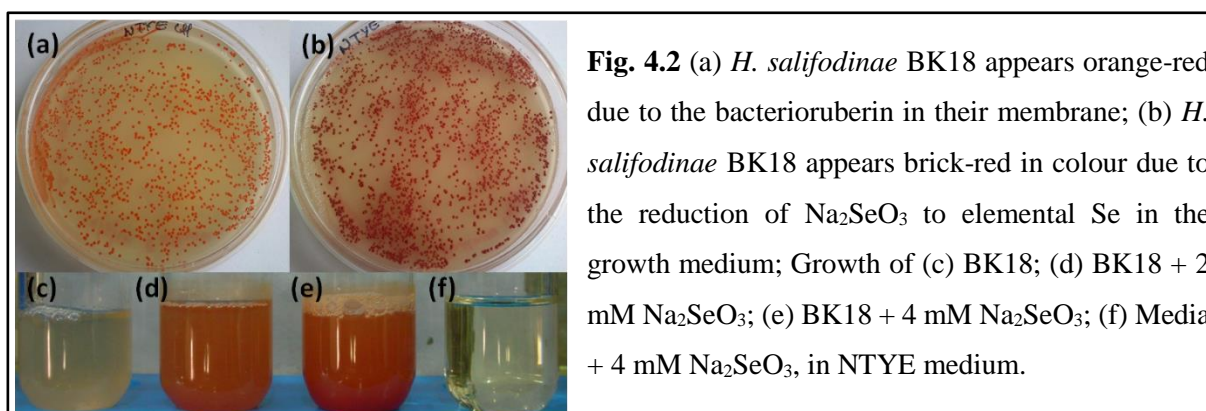 (a)
NTYE
(b)
NTYE
(c)
(d)
(e)
(f)
Fig. 4.2 (a) H. salifodinae BK18 appears orange-red
due to the bacterioruberin in their membrane; (b) H.
salifodinae BK18 appears brick-red in colour due to
the reduction of Na₂SeO₃ to elemental Se in the
growth medium; Growth of (c) BK18; (d) BK18 + 2
mM Na₂SeO₃; (e) BK18 + 4 mM Na₂SeO₃; (f) Media
+ 4 mM Na₂SeO₃, in NTYE medium.